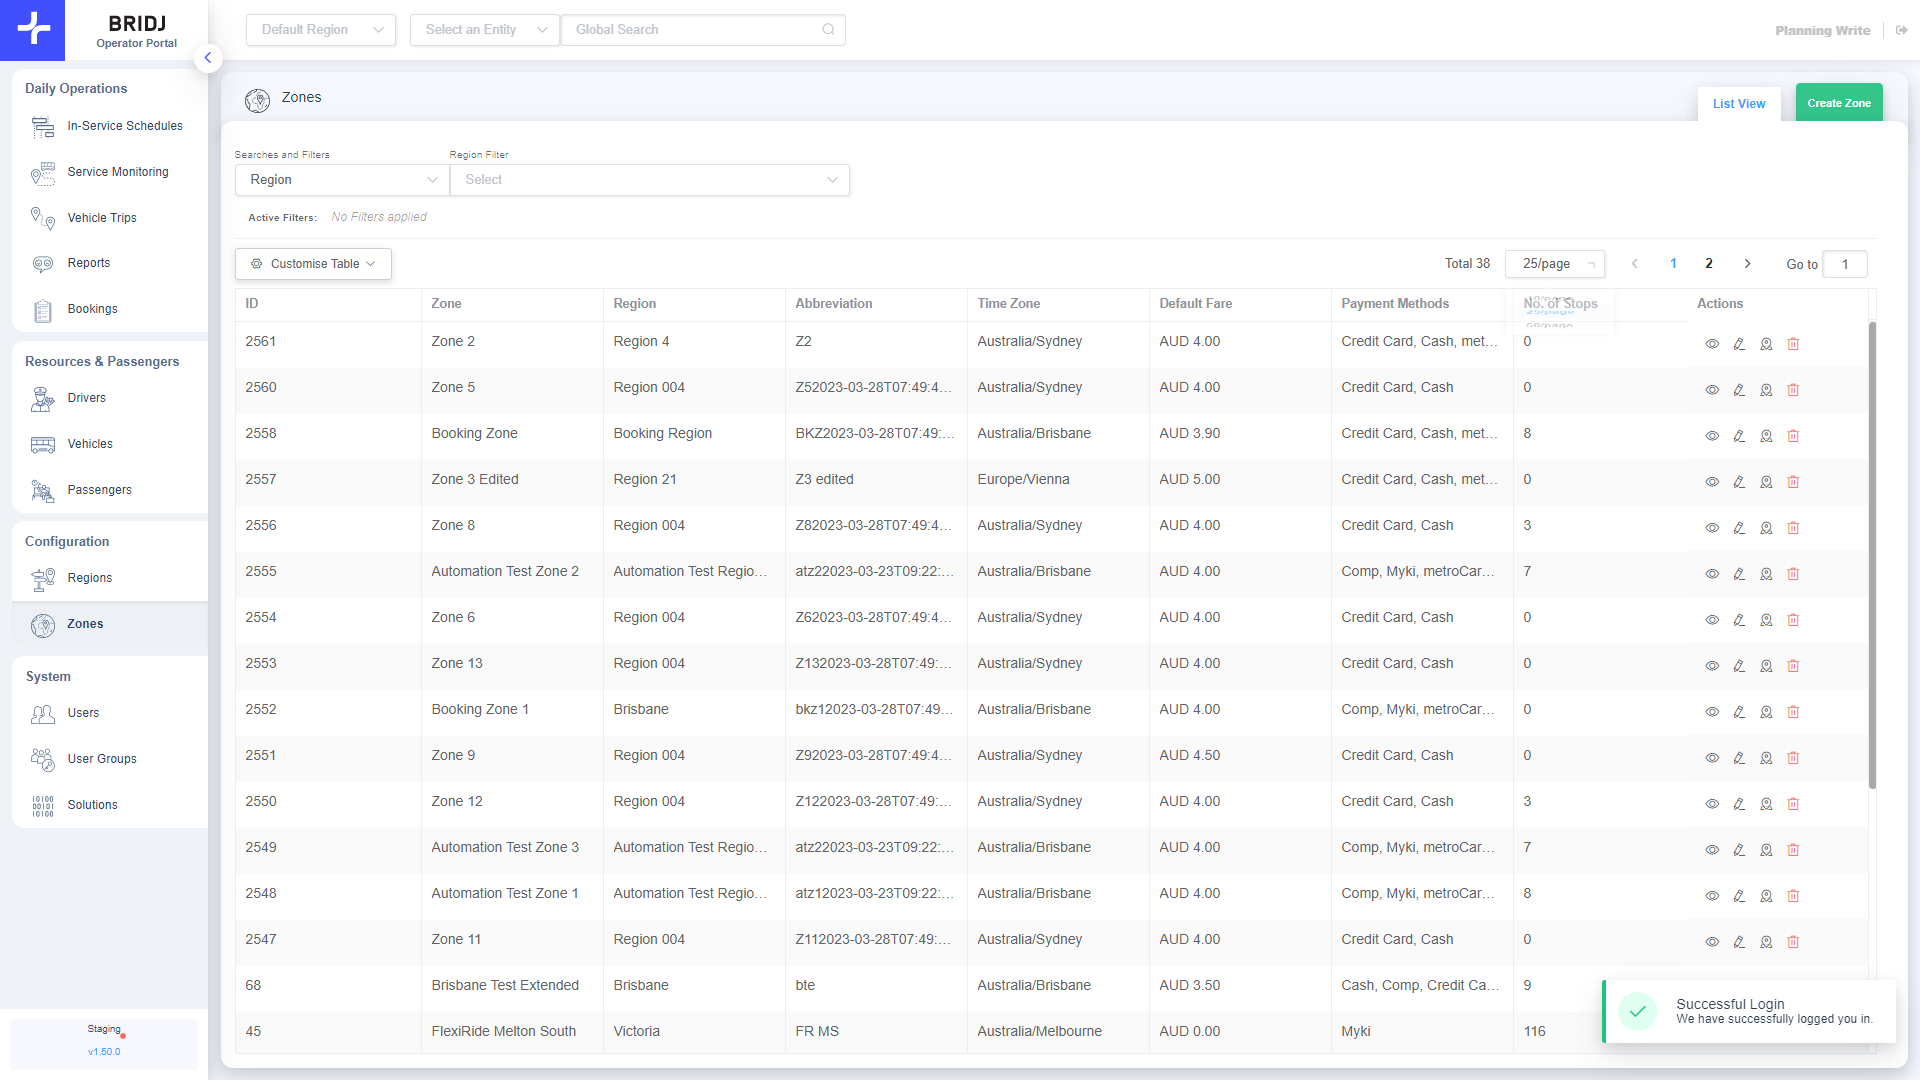 BRIDJ
Operator Portal
Default Region
Select an Entity
Global Search
Planning Write
Daily Operations
In-Service Schedules
Service Monitoring
Vehicle Trips
Reports
Bookings
Resources & Passengers
Drivers
Vehicles
Passengers
Configuration
Regions
Zones
System
Users
User Groups
Solutions
Staging
v1.50.0
Zones
List View
Create Zone
Searches and Filters
Region Filter
Region
Select
Active Filters: No Filters applied
Customise Table
Total 38
25/page
1
2
Go to
1
25/page
50/page
ID Zone Region Abbreviation Time Zone Default Fare Payment Methods No. of Stops Actions
2561 Zone 2 Region 4 Z2 Australia/Sydney AUD 4.00 Credit Card, Cash, met... 0
2560 Zone 5 Region 004 Z52023-03-28T07:49:4... Australia/Sydney AUD 4.00 Credit Card, Cash 0
2558 Booking Zone Booking Region BKZ2023-03-28T07:49:... Australia/Brisbane AUD 3.90 Credit Card, Cash, met... 8
2557 Zone 3 Edited Region 21 Z3 edited Europe/Vienna AUD 5.00 Credit Card, Cash, met... 0
2556 Zone 8 Region 004 Z82023-03-28T07:49:4... Australia/Sydney AUD 4.00 Credit Card, Cash 3
2555 Automation Test Zone 2 Automation Test Regio... atz22023-03-23T09:22:... Australia/Brisbane AUD 4.00 Comp, Myki, metroCar... 7
2554 Zone 6 Region 004 Z62023-03-28T07:49:4... Australia/Sydney AUD 4.00 Credit Card, Cash 0
2553 Zone 13 Region 004 Z132023-03-28T07:49:... Australia/Sydney AUD 4.00 Credit Card, Cash 0
2552 Booking Zone 1 Brisbane bkz12023-03-28T07:49... Australia/Brisbane AUD 4.00 Comp, Myki, metroCar... 0
2551 Zone 9 Region 004 Z92023-03-28T07:49:4... Australia/Sydney AUD 4.50 Credit Card, Cash 0
2550 Zone 12 Region 004 Z122023-03-28T07:49:... Australia/Sydney AUD 4.00 Credit Card, Cash 3
2549 Automation Test Zone 3 Automation Test Regio... atz22023-03-23T09:22:... Australia/Brisbane AUD 4.00 Comp, Myki, metroCar... 7
2548 Automation Test Zone 1 Automation Test Regio... atz12023-03-23T09:22:... Australia/Brisbane AUD 4.00 Comp, Myki, metroCar... 8
2547 Zone 11 Region 004 Z112023-03-28T07:49:... Australia/Sydney AUD 4.00 Credit Card, Cash 0
68 Brisbane Test Extended Brisbane bte Australia/Brisbane AUD 3.50 Cash, Comp, Credit Ca... 9
45 FlexiRide Melton South Victoria FR MS Australia/Melbourne AUD 0.00 Myki 116
Successful Login
We have successfully logged you in.